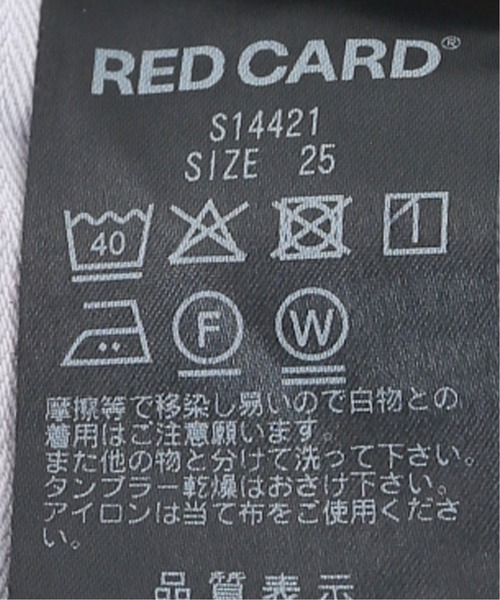 RED CARD®
S14421
SIZE 25
40
F W
摩擦等で移染し易いので白物との
着用はご注意願います。
また他の物と分けて洗って下さい。
タンブラー乾燥はおさけ下さい。
アイロンは当て布をご使用くださ
い。
品質表示